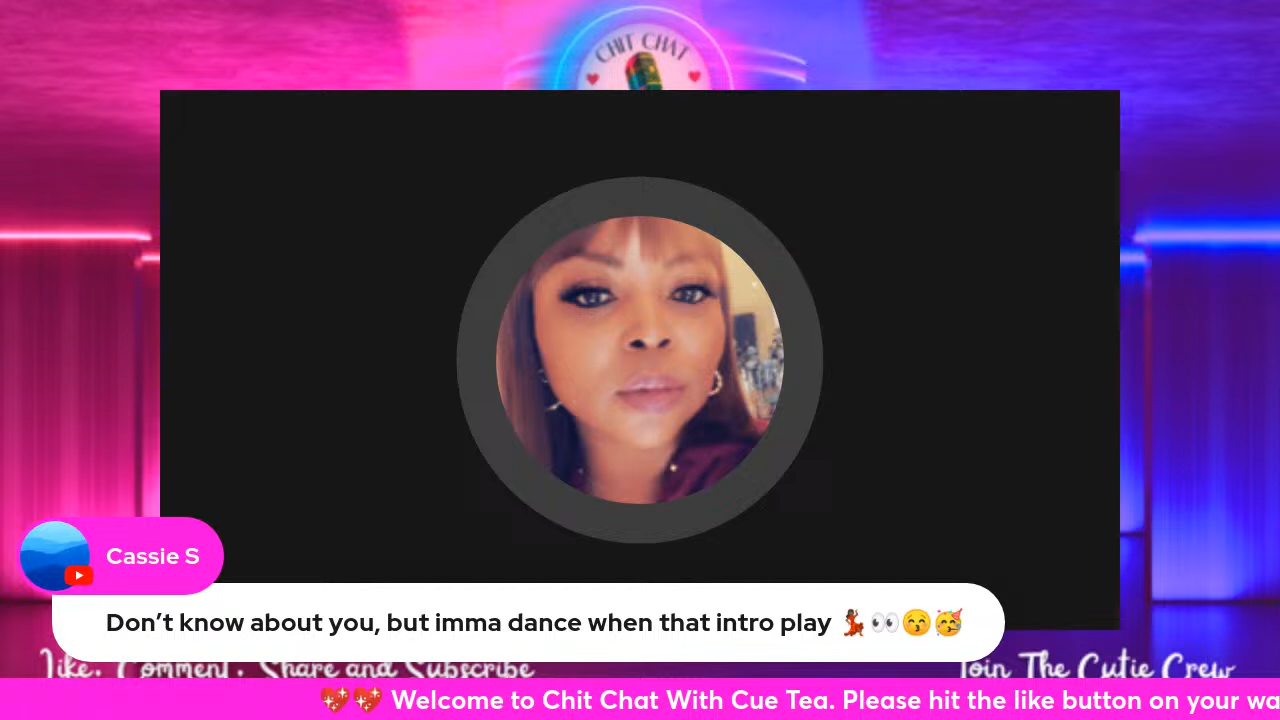 CHIT CHAT
Cassie S
Don’t know about you, but imma dance when that intro play 💃🏾👀😙🥳
Like. Comment. Share and Subscribe
Join The Cutie Crew
💖💖 Welcome to Chit Chat With Cue Tea. Please hit the like button on your wa